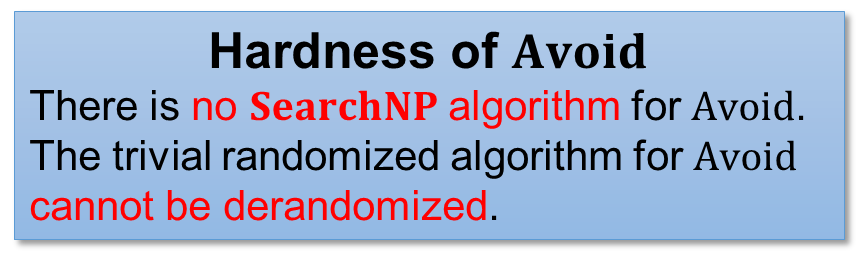 Hardness of Avoid
There is no SearchNP algorithm for Avoid.
The trivial randomized algorithm for Avoid
cannot be derandomized.